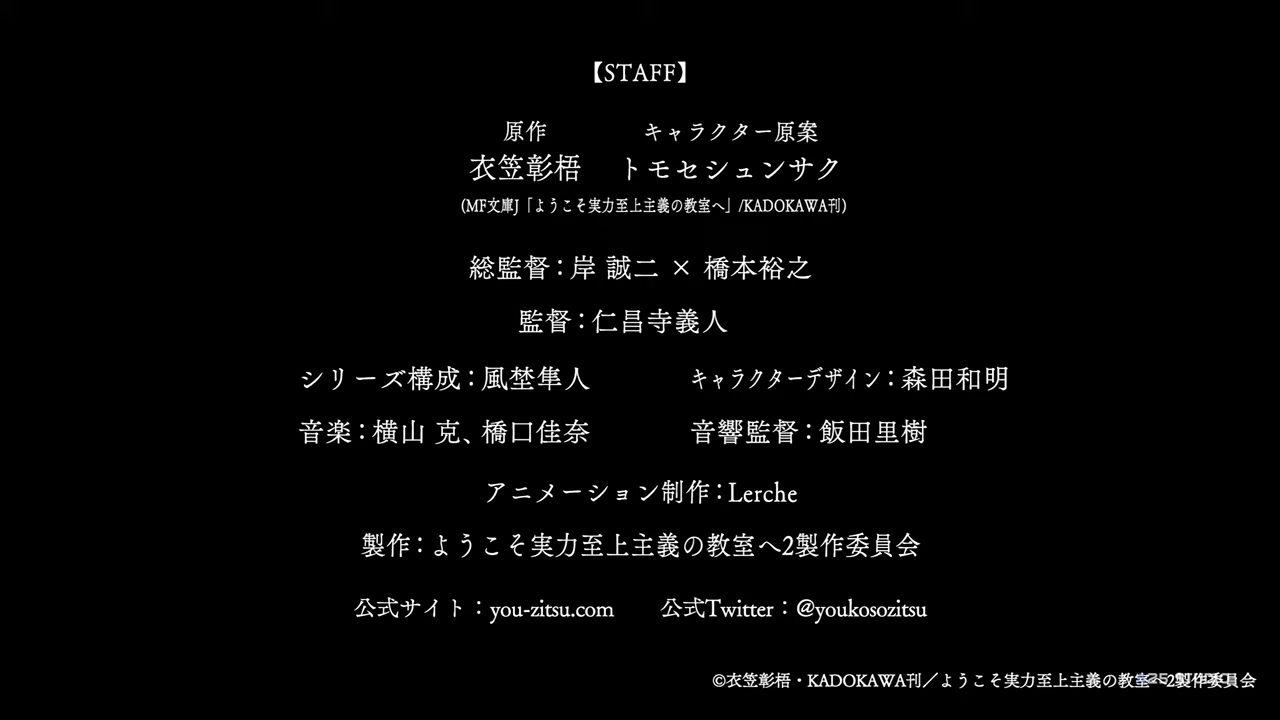 【STAFF】
原作 キャラクター原案
衣笠彰梧 トモセシュンサク
(MF文庫J「ようこそ実力至上主義の教室へ」/KADOKAWA刊)
総監督：岸 誠二 × 橋本裕之
監督：仁昌寺義人
シリーズ構成：風埜隼人 キャラクターデザイン：森田和明
音楽：横山 克、橋口佳奈 音響監督：飯田里樹
アニメーション制作：Lerche
製作：ようこそ実力至上主義の教室へ2製作委員会
公式サイト：you-zitsu.com 公式Twitter：@youkosozitsu
©衣笠彰梧・KADOKAWA刊／ようこそ実力至上主義の教室へ2製作委員会